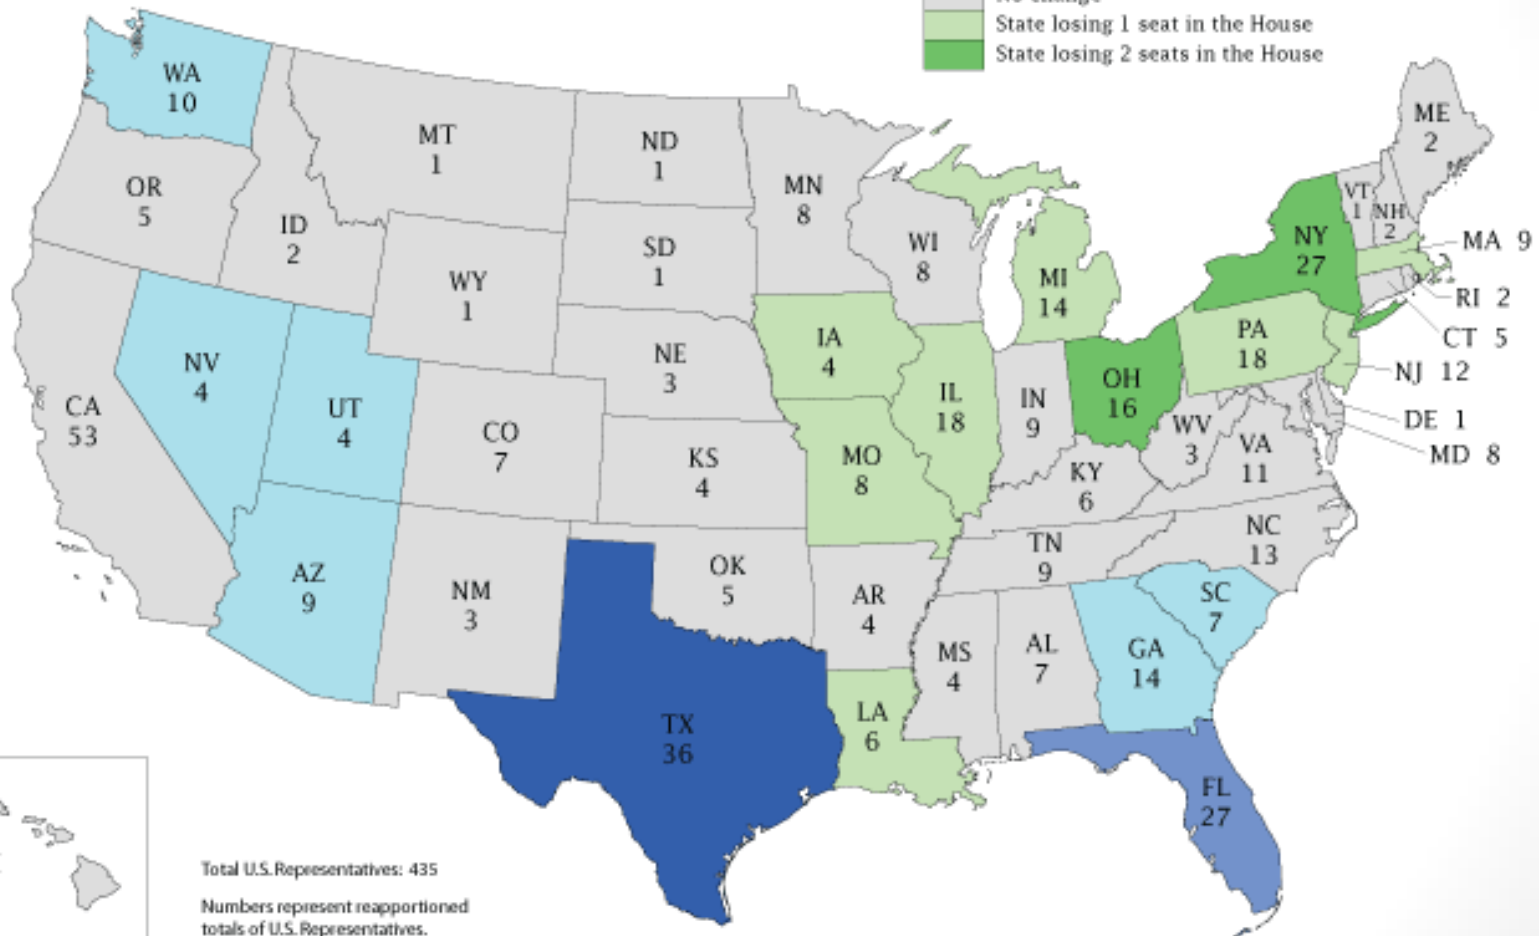 State losing 1 seat in the House
State losing 2 seats in the House
WA
10
OR
5
CA
53
NV
4
ID
2
MT
1
WY
1
UT
4
AZ
9
CO
7
NM
3
ND
1
SD
1
NE
3
KS
4
OK
5
TX
36
MN
8
IA
4
MO
8
AR
4
LA
6
WI
8
IL
18
MI
14
IN
9
OH
16
KY
6
TN
9
MS
4
AL
7
GA
14
FL
27
SC
7
NC
13
VA
11
WV
3
PA
18
NY
27
VT
1
NH
2
ME
2
MA 9
RI 2
CT 5
NJ 12
DE 1
MD 8
Total U.S. Representatives: 435
Numbers represent reapportioned
totals of U.S. Representatives.